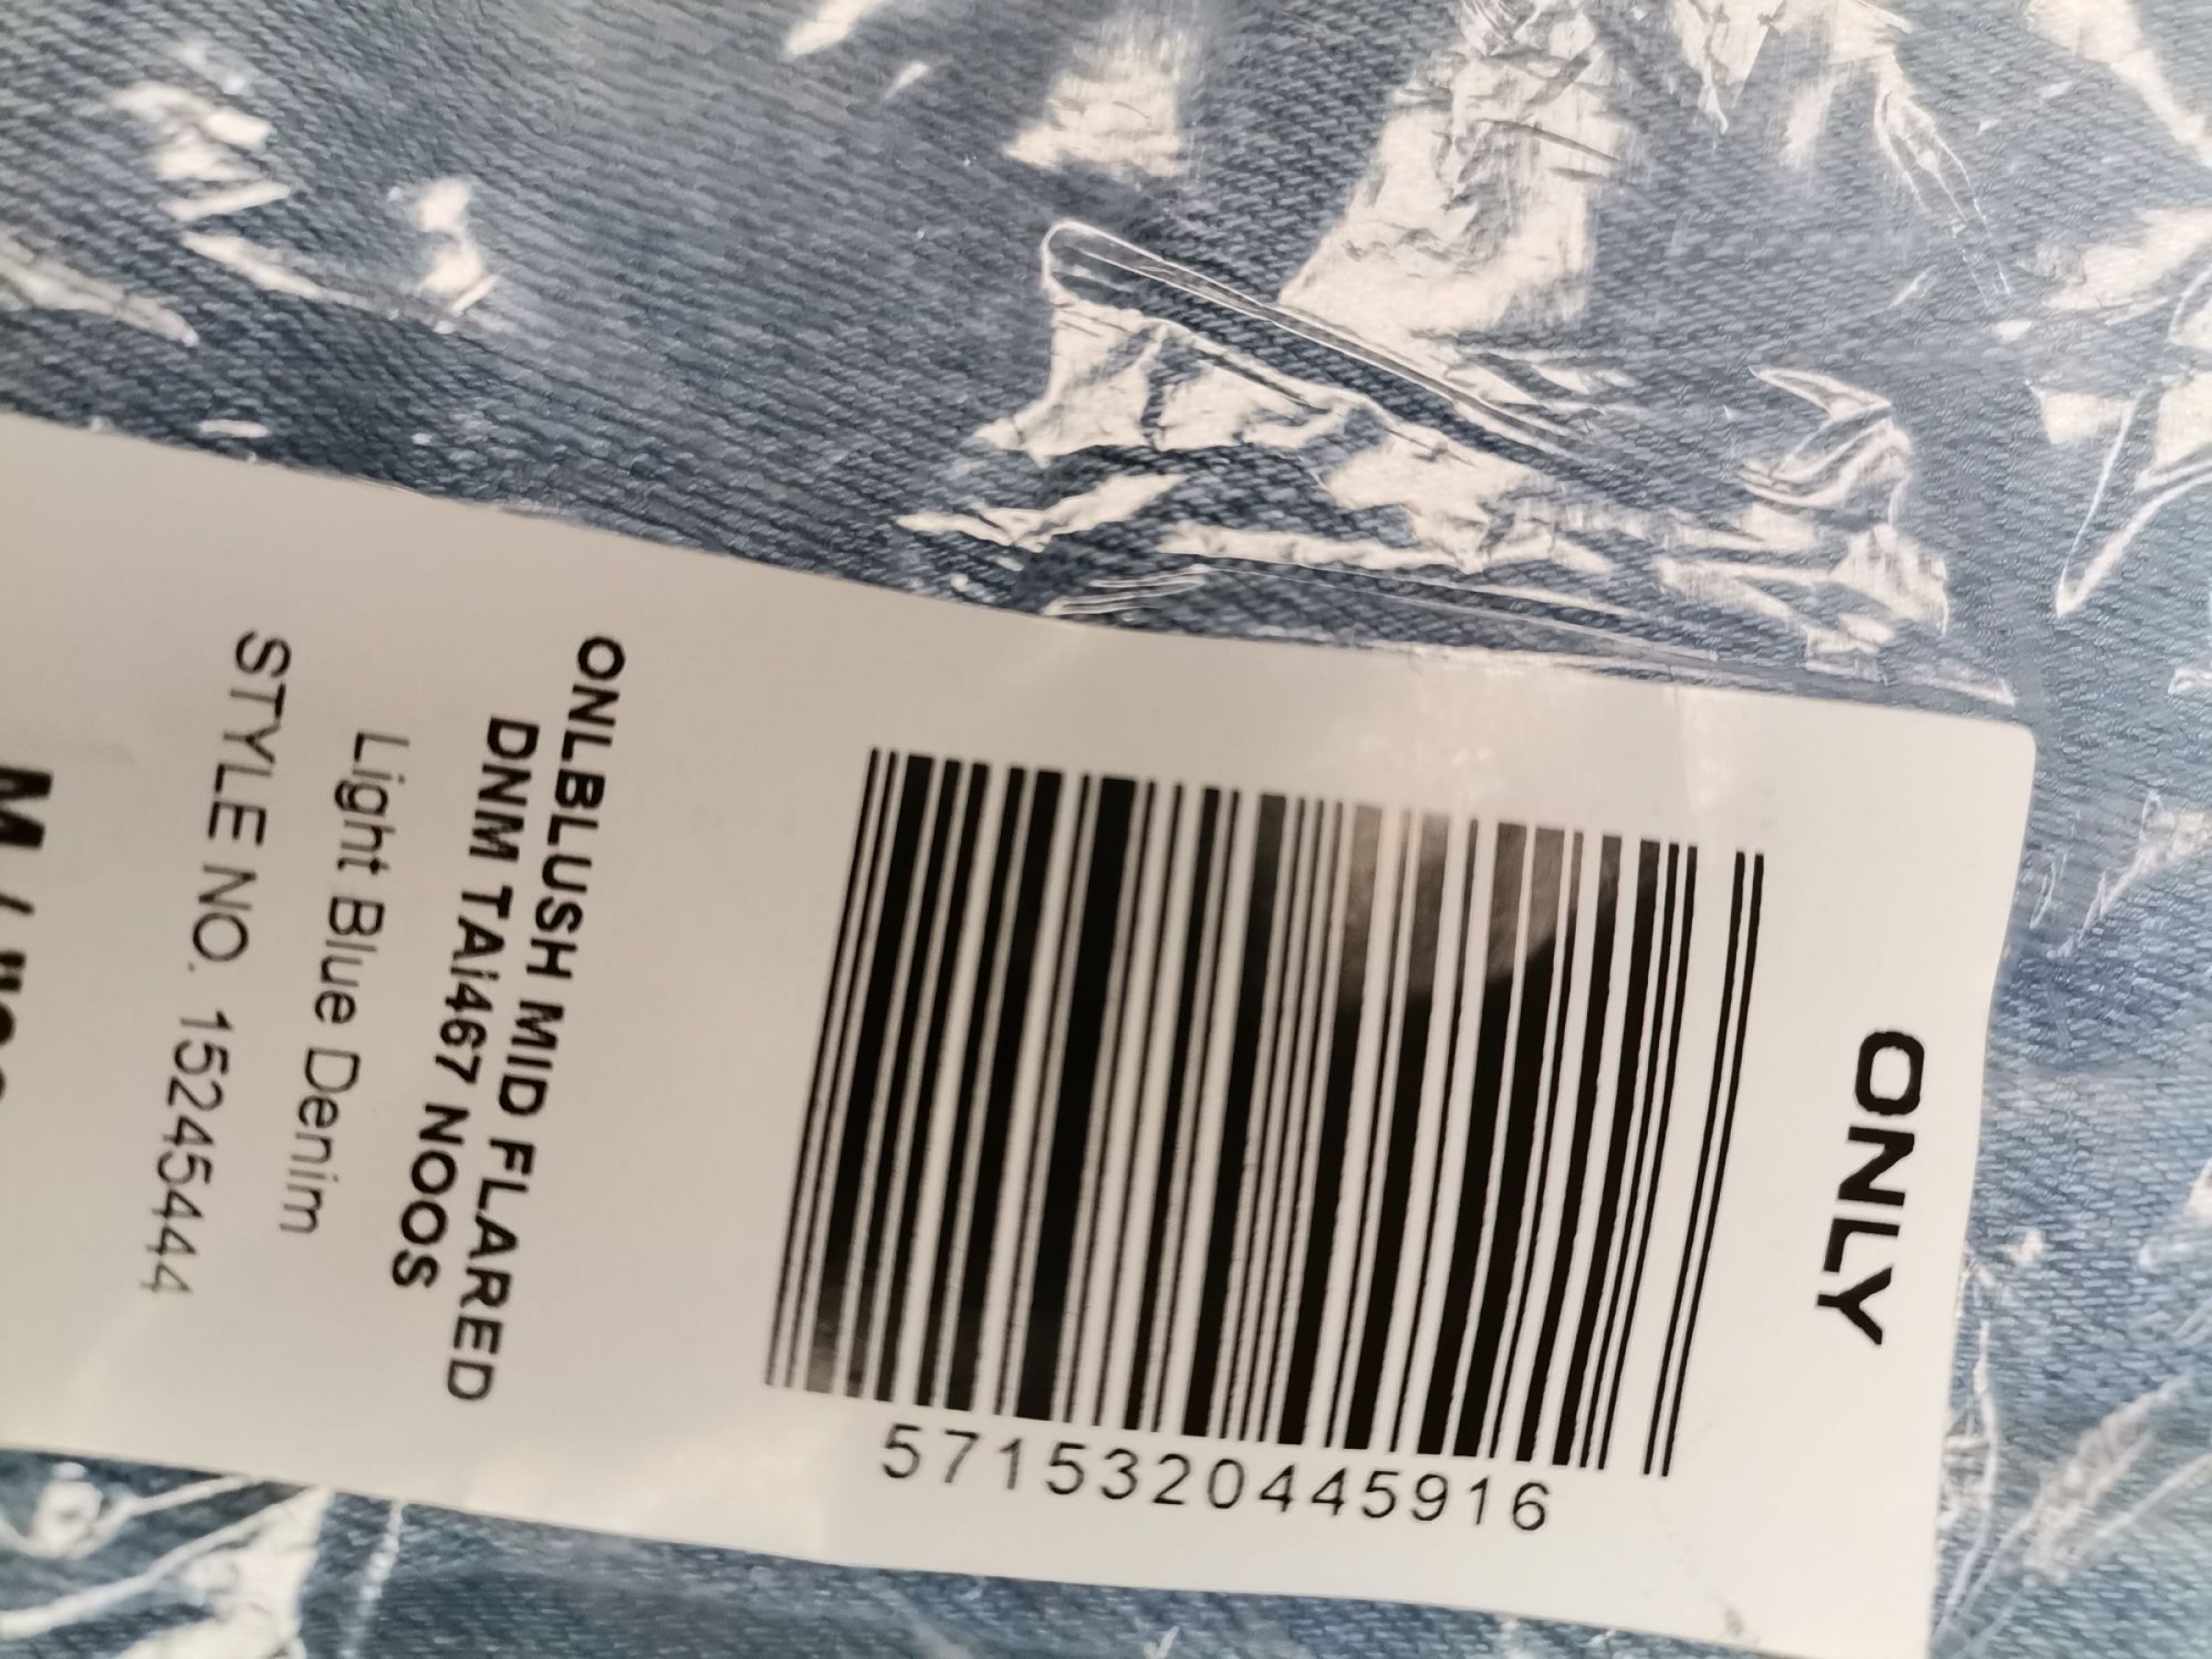 ONLY
5715320445916
ONLBLUSH MID FLARED
DNM TAI467 NOOS
Light Blue Denim
STYLE NO. 15245444